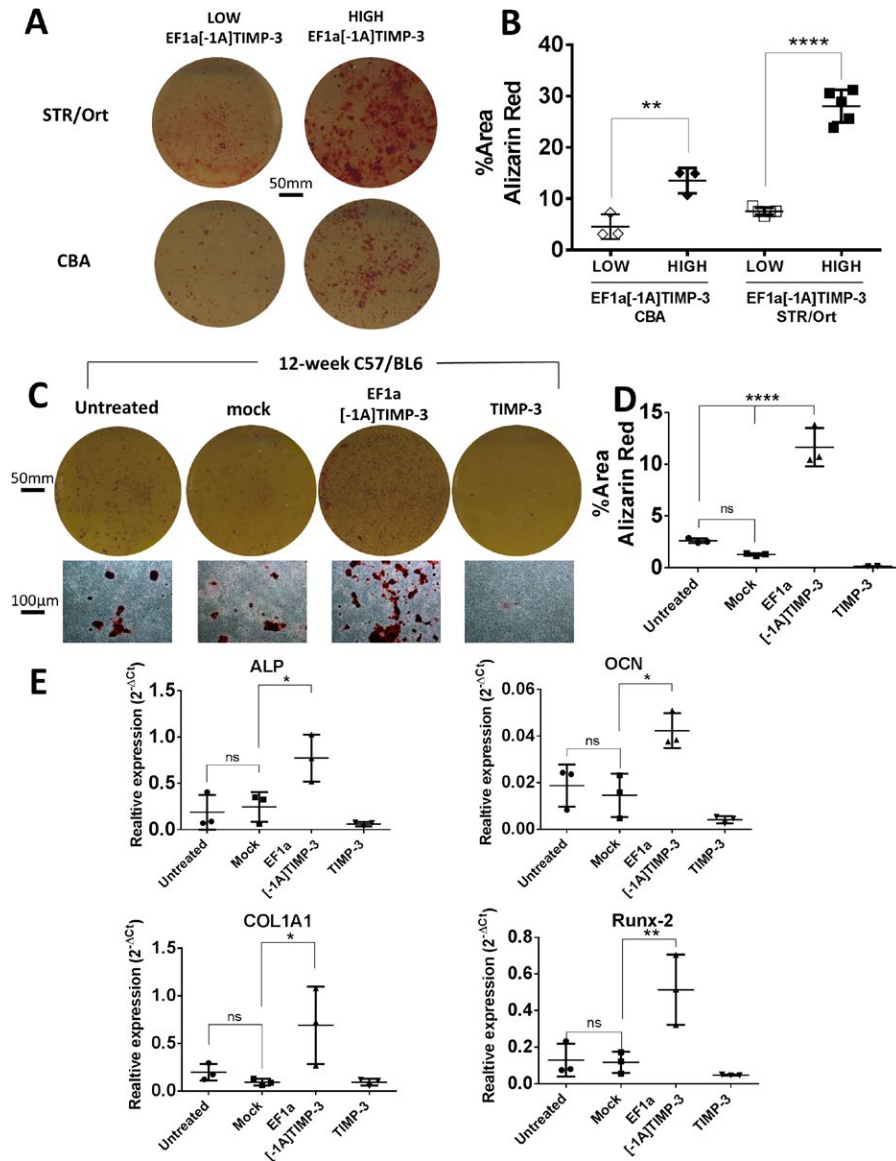 A
LOW
EF1a[-1A]TIMP-3
HIGH
EF1a[-1A]TIMP-3
STR/Ort
50mm
CBA
B
%Area
Alizarin Red
40
30
20
10
0
**
****
LOW
HIGH
LOW
HIGH
EF1a[-1A]TIMP-3
CBA
EF1a[-1A]TIMP-3
STR/Ort
12-week C57/BL6
C
Untreated
mock
EF1a
[-1A]TIMP-3
TIMP-3
50mm
100µm
D
%Area
Alizarin Red
15
10
5
0
****
ns
Untreated
Mock
EF1a
[-1A]TIMP-3
TIMP-3
E
ALP
Realtive expression (2^-ΔCt)
1.5
1.0
0.5
0.0
ns
*
Untreated
Mock
EF1a
[-1A]TIMP-3
TIMP-3
OCN
Realtive expression (2^-ΔCt)
0.06
0.04
0.02
0.00
ns
*
Untreated
Mock
EF1a
[-1A]TIMP-3
TIMP-3
COL1A1
Realtive expression (2^-ΔCt)
1.5
1.0
0.5
0.0
ns
*
Untreated
Mock
EF1a
[-1A]TIMP-3
TIMP-3
Runx-2
Realtive expression (2^-ΔCt)
0.8
0.6
0.4
0.2
0.0
ns
**
Untreated
Mock
EF1a
[-1A]TIMP-3
TIMP-3